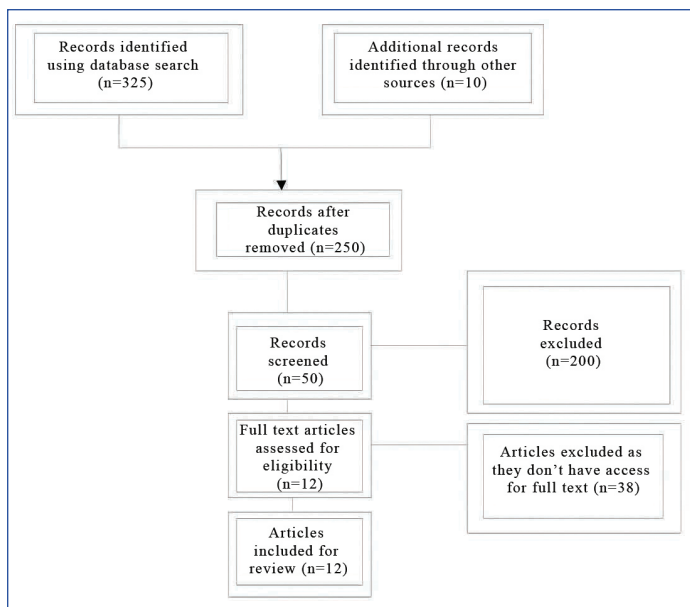 Records identified
using database search
(n=325)
Additional records
identified through other
sources (n=10)
Records after
duplicates
removed (n=250)
Records
screened
(n=50)
Records
excluded
(n=200)
Full text articles
assessed for
eligibility
(n=12)
Articles excluded as
they don't have access
for full text (n=38)
Articles
included for
review (n=12)